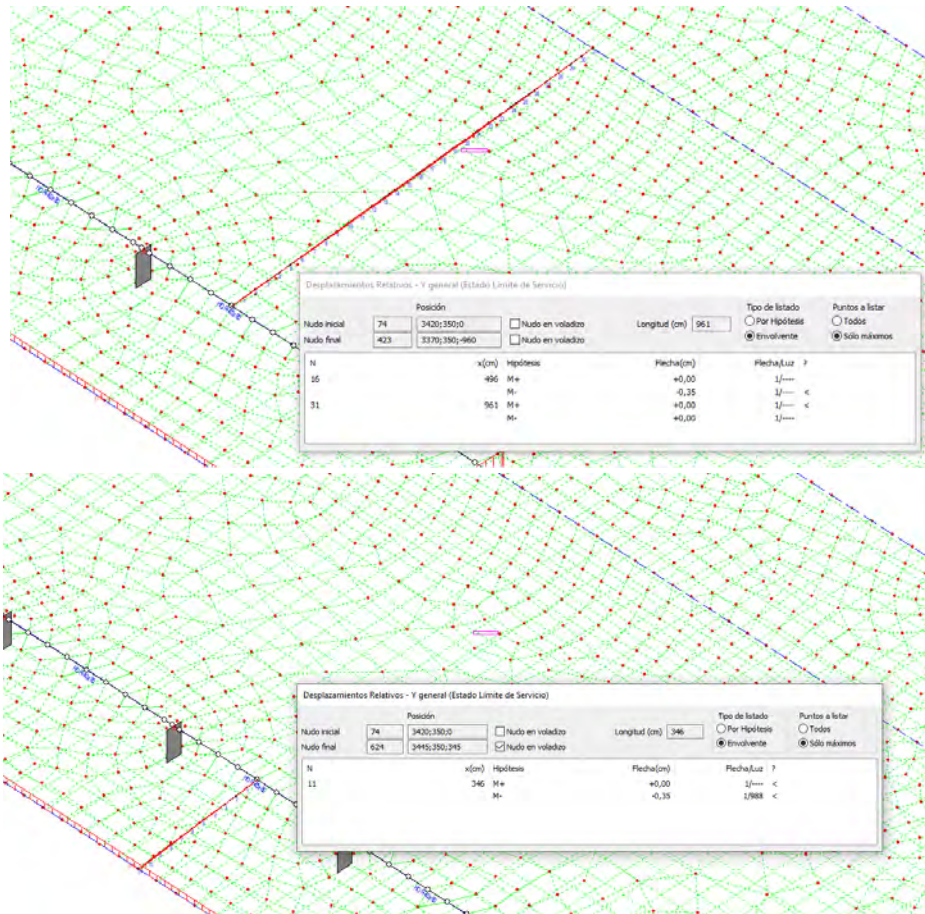 Desplazamientos Relativos - Y general (Estado Límite de Servicio)
Posición Tipo de listado Puntos a listar
Nudo inicial 74 3420;350;0 Nudo en voladizo Longitud (cm) 961 Por Hipótesis Todos
Nudo final 423 3370;350;-960 Nudo en voladizo Envolvente Sólo máximos
N x(cm) Hipótesis Flecha(cm) Flecha/Luz ?
16 496 M+ +0,00 1/---- <
M- -0,35 1/---- <
31 961 M+ +0,00 1/---- <
M- +0,00 1/----
Desplazamientos Relativos - Y general (Estado Límite de Servicio)
Posición Tipo de listado Puntos a listar
Nudo inicial 74 3420;350;0 Nudo en voladizo Longitud (cm) 346 Por Hipótesis Todos
Nudo final 624 3445;350;345 Nudo en voladizo Envolvente Sólo máximos
N x(cm) Hipótesis Flecha(cm) Flecha/Luz ?
11 346 M+ +0,00 1/---- <
M- -0,35 1/988 <